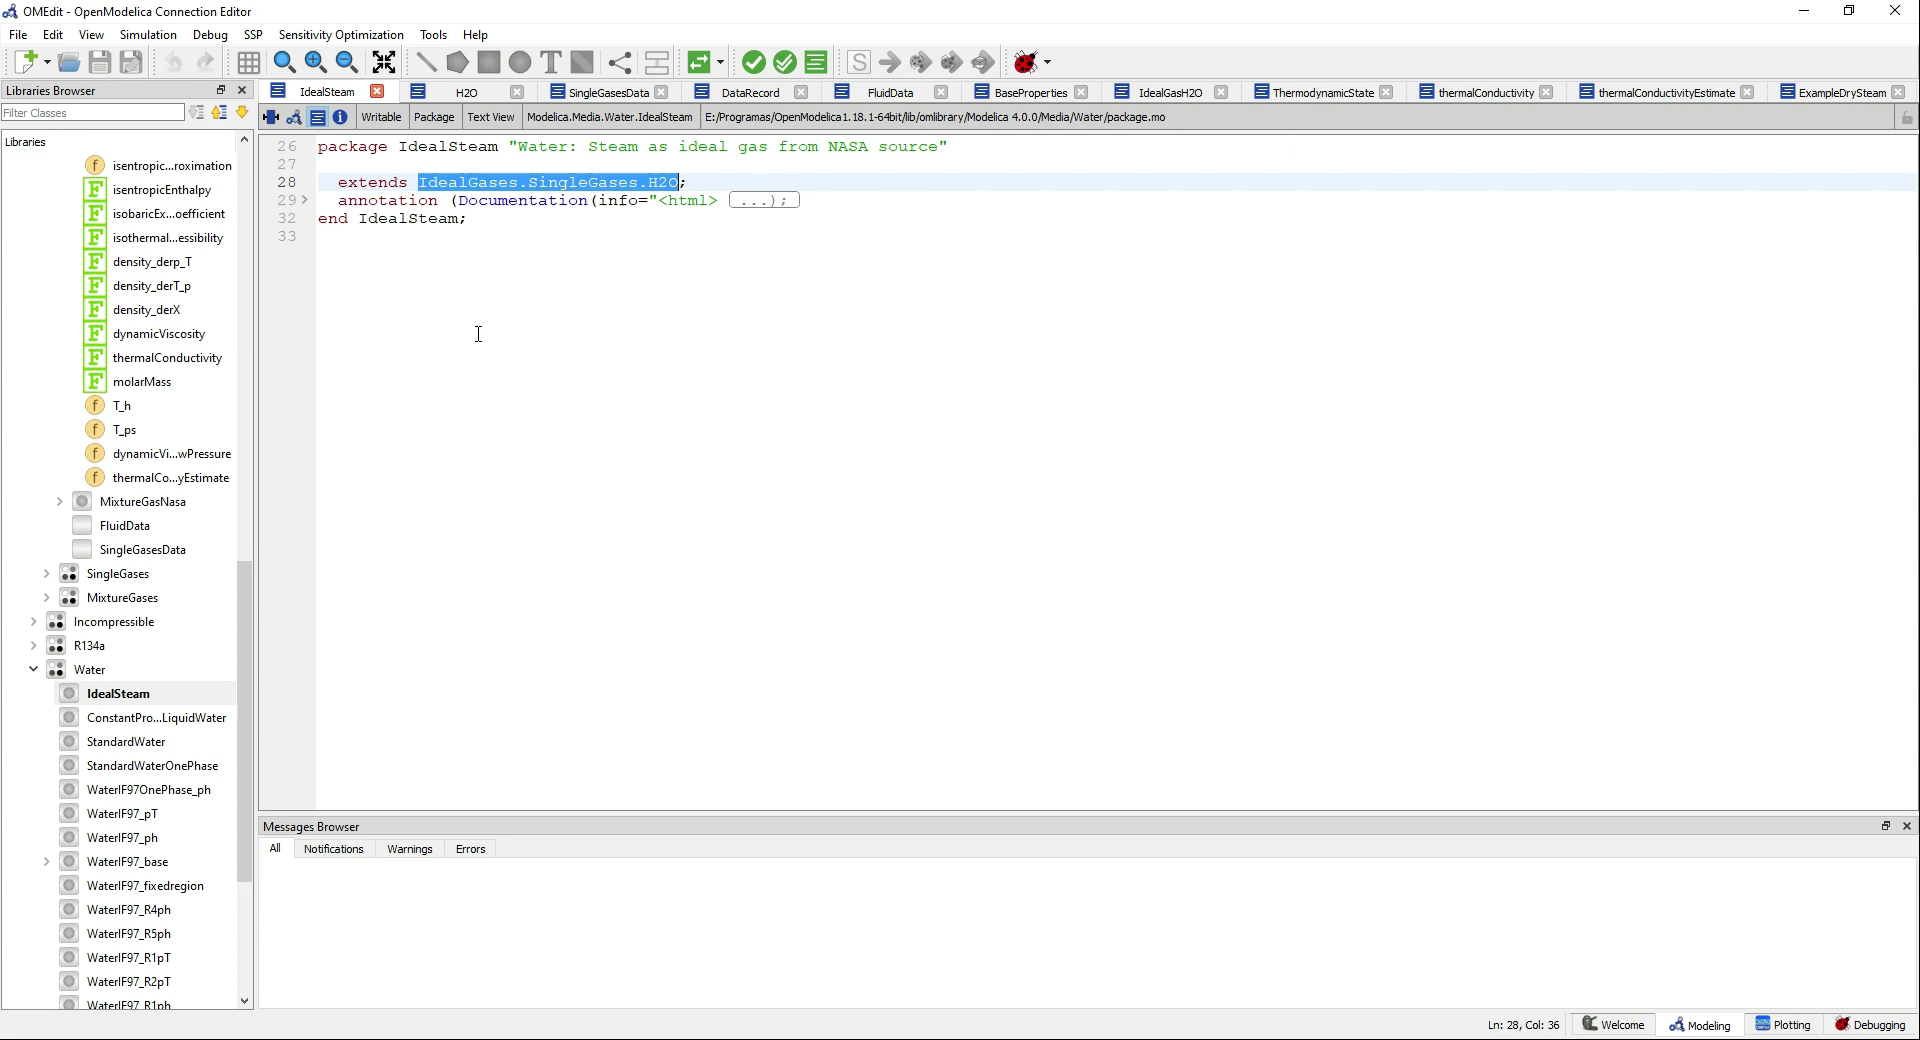 OMEdit - OpenModelica Connection Editor
File Edit View Simulation Debug SSP Sensitivity Optimization Tools Help
Libraries Browser
IdealSteam H2O SingleGasesData DataRecord FluidData BaseProperties IdealGasH2O ThermodynamicState thermalConductivity thermalConductivityEstimate ExampleDrySteam
Filter Classes
Writable Package Text View Modelica.Media.Water.IdealSteam E:/Programas/OpenModelica1.18.1-64bit/lib/omlibrary/Modelica 4.0.0/Media/Water/package.mo
Libraries
isentropic...roximation
isentropicEnthalpy
isobaricEx...oefficient
isothermal...essibility
density_derp_T
density_derT_p
density_derX
dynamicViscosity
thermalConductivity
molarMass
T_h
T_ps
dynamicVi...wPressure
thermalCo...yEstimate
MixtureGasNasa
FluidData
SingleGasesData
SingleGases
MixtureGases
Incompressible
R134a
Water
IdealSteam
ConstantPro...LiquidWater
StandardWater
StandardWaterOnePhase
WaterIF97OnePhase_ph
WaterIF97_pT
WaterIF97_ph
WaterIF97_base
WaterIF97_fixedregion
WaterIF97_R4ph
WaterIF97_R5ph
WaterIF97_R1pT
WaterIF97_R2pT
WaterIF97_R1ph
26 package IdealSteam "Water: Steam as ideal gas from NASA source"
27
28 extends IdealGases.SingleGases.H2O;
29 annotation (Documentation(info="<html> ...);
32 end IdealSteam;
33
Messages Browser
All Notifications Warnings Errors
Ln: 28, Col: 36 Welcome Modeling Plotting Debugging